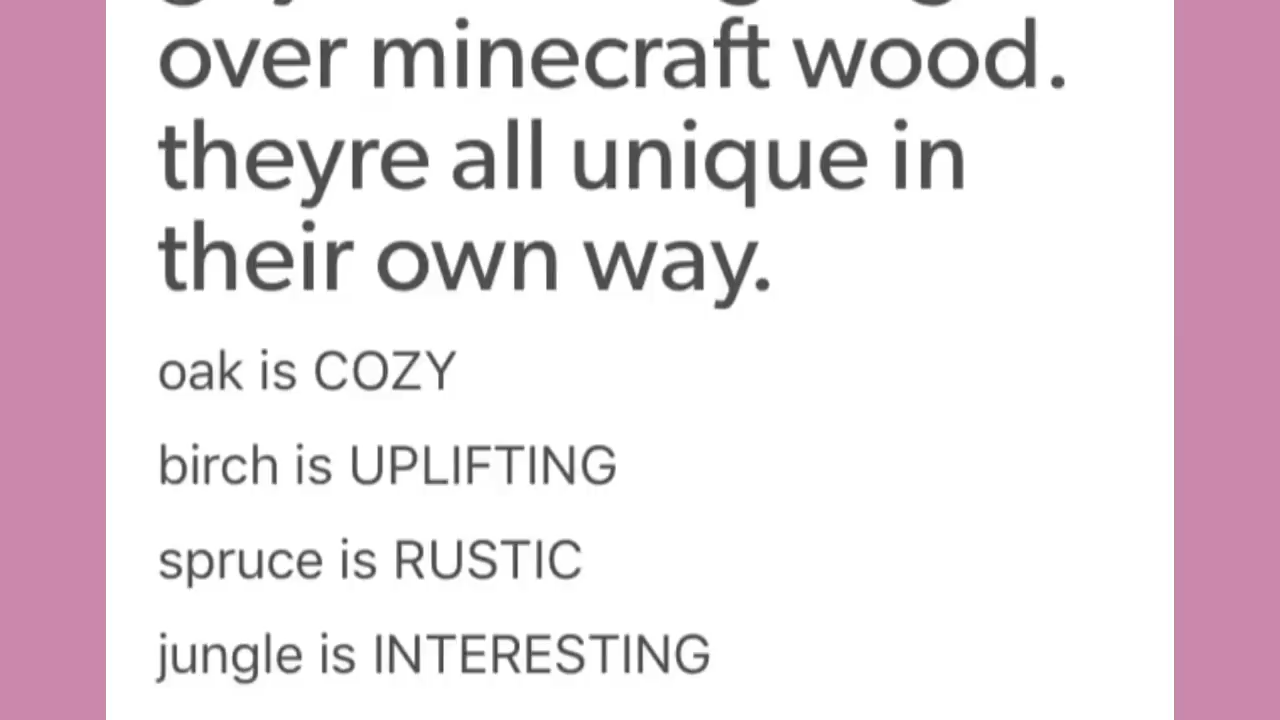 over minecraft wood.
theyre all unique in
their own way.
oak is COZY
birch is UPLIFTING
spruce is RUSTIC
jungle is INTERESTING